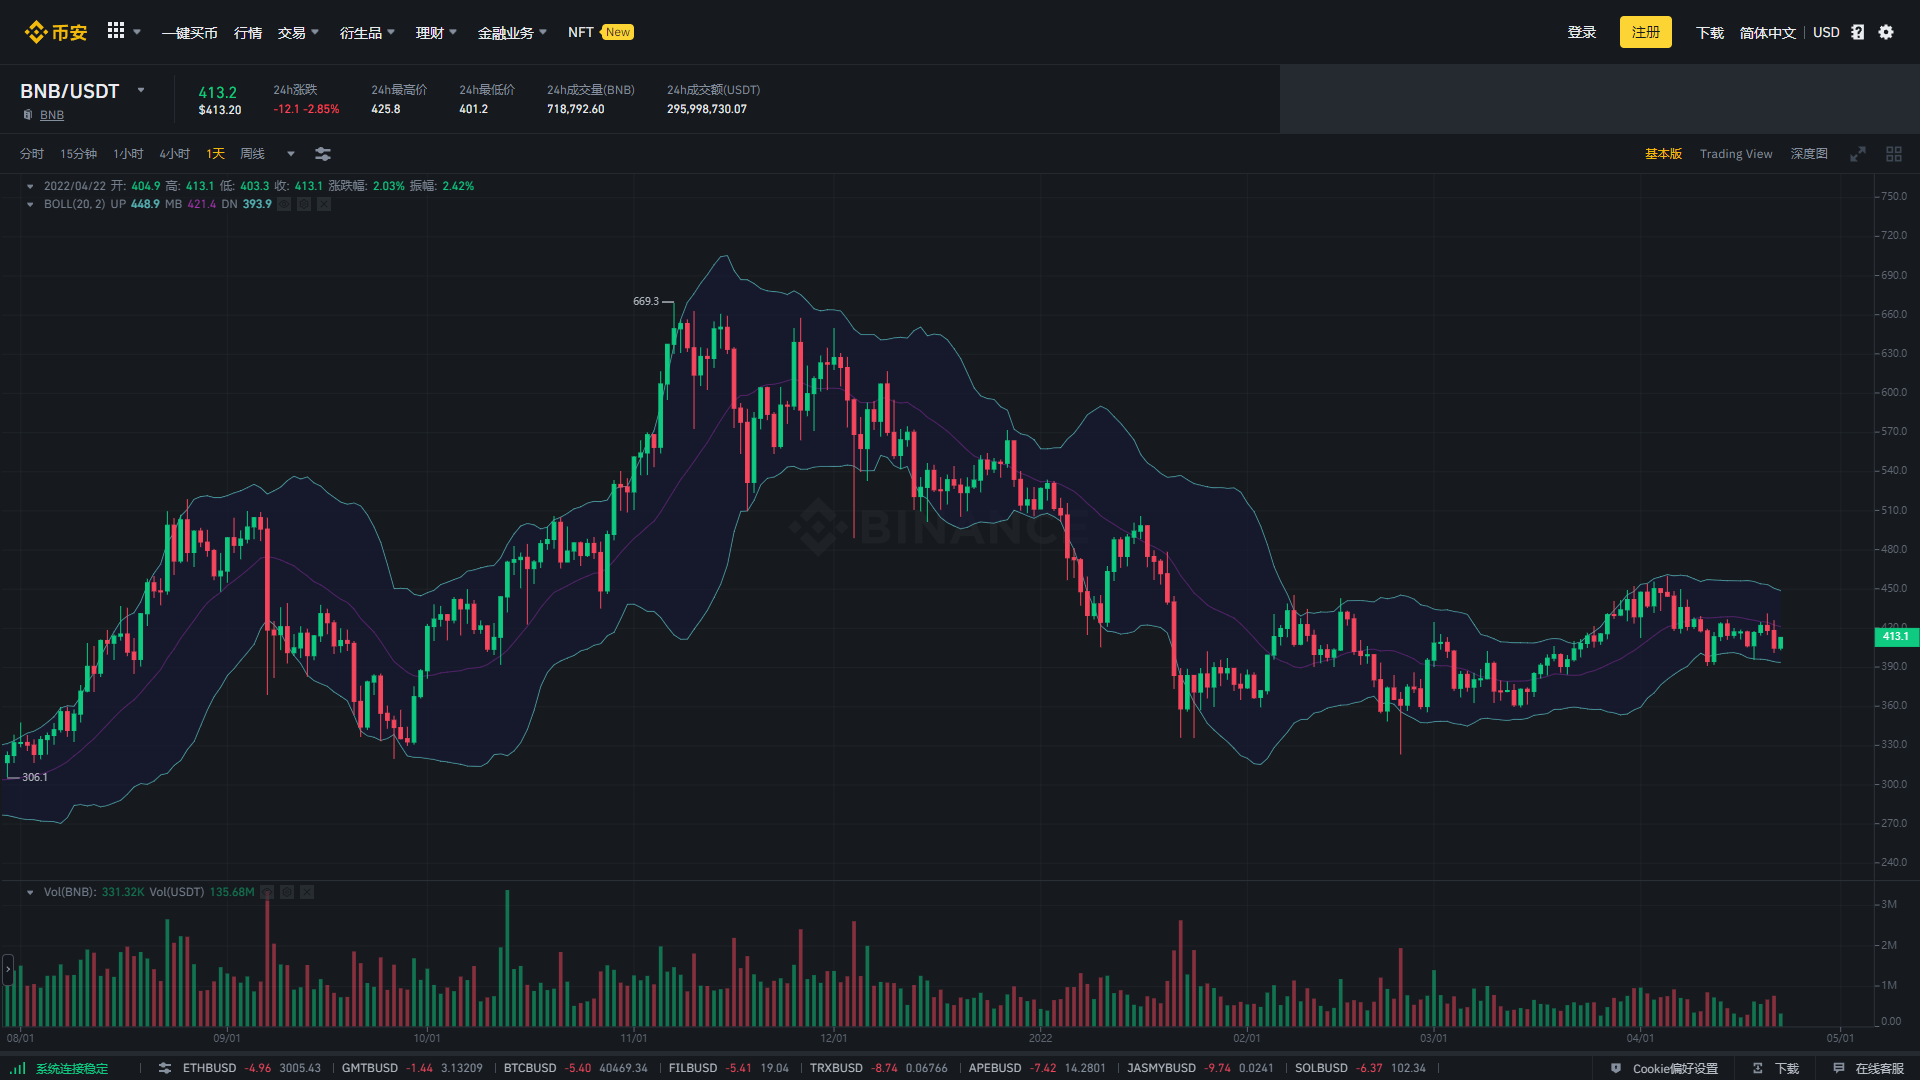 币安 一键买币 行情 交易 衍生品 理财 金融业务 NFT New 登录 注册 下载 简体中文 USD
BNB/USDT
BNB
413.2
$413.20
24h涨跌
-12.1 -2.85%
24h最高价
425.8
24h最低价
401.2
24h成交量(BNB)
718,792.60
24h成交额(USDT)
295,998,730.07
分时 15分钟 1小时 4小时 1天 周线 基本版 Trading View 深度图
2022/04/22 开: 404.9 高: 413.1 低: 403.3 收: 413.1 涨跌幅: 2.03% 振幅: 2.42%
BOLL(20, 2) UP 448.9 MB 421.4 DN 393.9
750.0
720.0
690.0
669.3
660.0
630.0
600.0
570.0
540.0
510.0
BINANCE
480.0
450.0
420.0
413.1
390.0
360.0
330.0
306.1
300.0
270.0
240.0
Vol(BNB): 331.32K Vol(USDT) 135.68M
3M
2M
1M
0.00
08/01 09/01 10/01 11/01 12/01 2022 02/01 03/01 04/01 05/01
系统连接稳定 ETHBUSD -4.96 3005.43 GMTBUSD -1.44 3.13209 BTCBUSD -5.40 40469.34 FILBUSD -5.41 19.04 TRXBUSD -8.74 0.06766 APEBUSD -7.42 14.2801 JASMYBUSD -9.74 0.0241 SOLBUSD -6.37 102.34 Cookie偏好设置 下载 在线客服